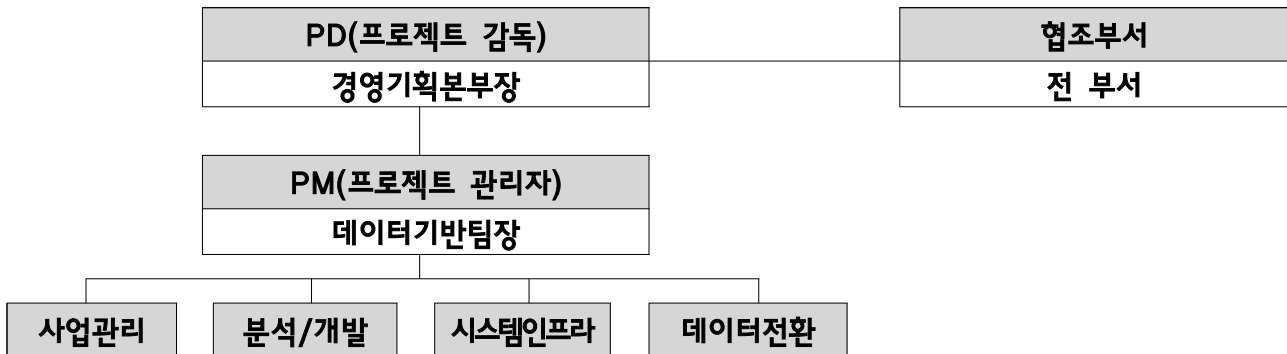 PD(프로젝트 감독)
경영기획본부장
협조부서
전 부서
PM(프로젝트 관리자)
데이터기반팀장
사업관리
분석/개발
시스템인프라
데이터전환